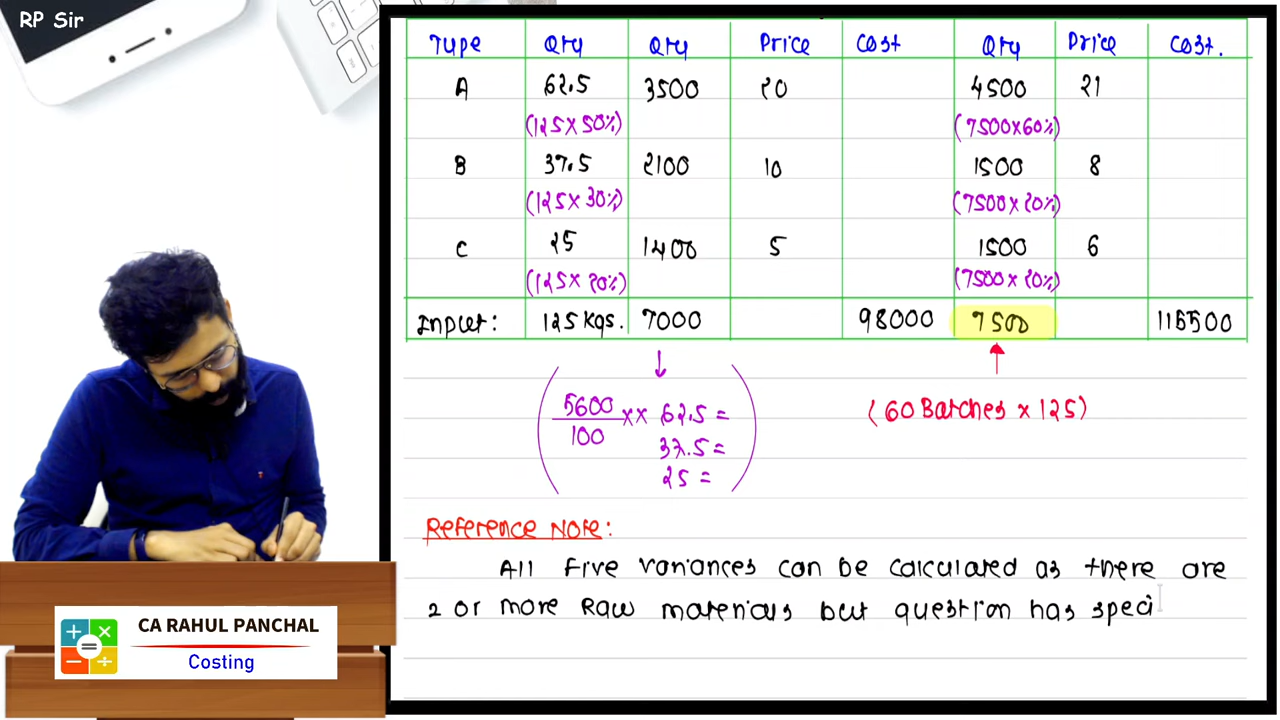 RP Sir
Type Qty Qty Price Cost Qty Price Cost.
A 62.5 3500 20 4500 21
(125 x 50%) (7500 x 60%)
B 37.5 2100 10 1500 8
(125 x 30%) (7500 x 20%)
C 25 1400 5 1500 6
(125 x 20%) (7500 x 20%)
Input: 125 Kgs. 7000 98000 7500 115500
5600
100
xx 62.5 =
37.5 =
25 =
(60 Batches x 125)
Reference Note:
All Five variances can be calculated as there are
2 or more Raw materials but question has speci
CA RAHUL PANCHAL
Costing